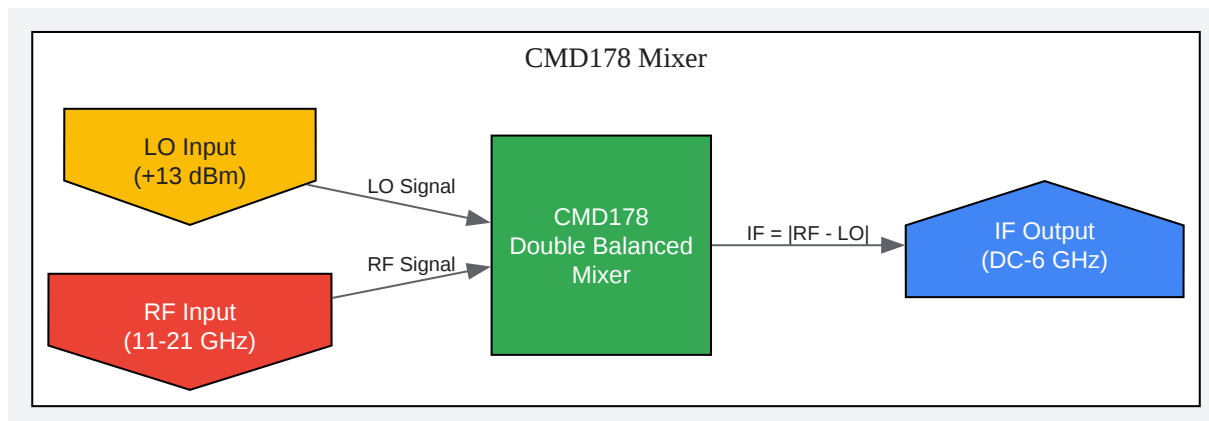 CMD178 Mixer
LO Input
(+13 dBm)
LO Signal
RF Signal
RF Input
(11-21 GHz)
CMD178
Double Balanced
Mixer
IF = |RF - LO|
IF Output
(DC-6 GHz)